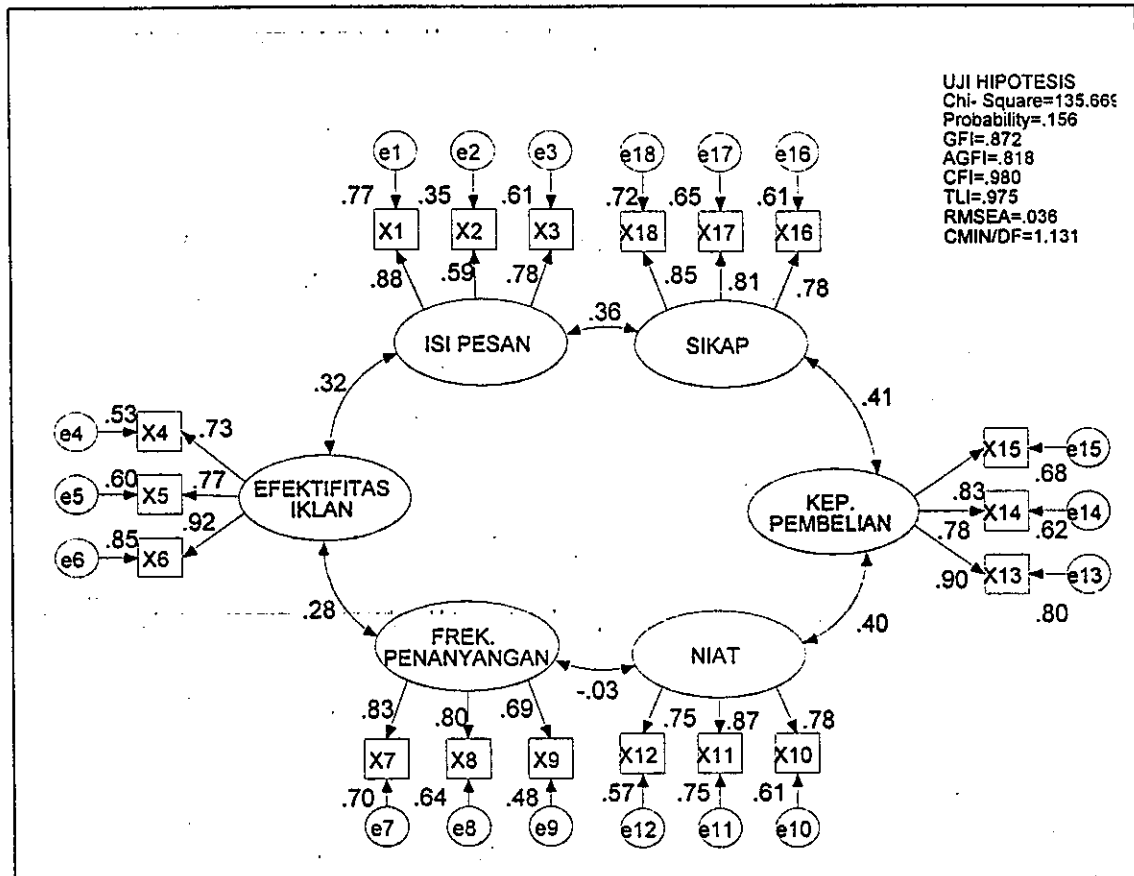 UJI HIPOTESIS
Chi- Square=135.669
Probability=.156
GFI=.872
AGFI=.818
CFI=.980
TLI=.975
RMSEA=.036
CMIN/DF=1.131
e1 e2 e3 e18 e17 e16
.77 .35 .61 .72 .65 .61
X1 X2 X3 X18 X17 X16
.88 .59 .78 .85 .81 .78
ISI PESAN .36 SIKAP
.32 .41
e4 .53 X4 .73
e5 .60 X5 .77
e6 .85 X6 .92
EFEKTIFITAS
IKLAN
KEP.
PEMBELIAN
X15 e15
.68
.83 X14 e14
.78 .62
.90 X13 e13
.80
.28 .40
FREK.
PENANYANGAN
-.03
NIAT
.83 .80 .69 .75 .87 .78
X7 X8 X9 X12 X11 X10
.70 .64 .48 .57 .75 .61
e7 e8 e9 e12 e11 e10